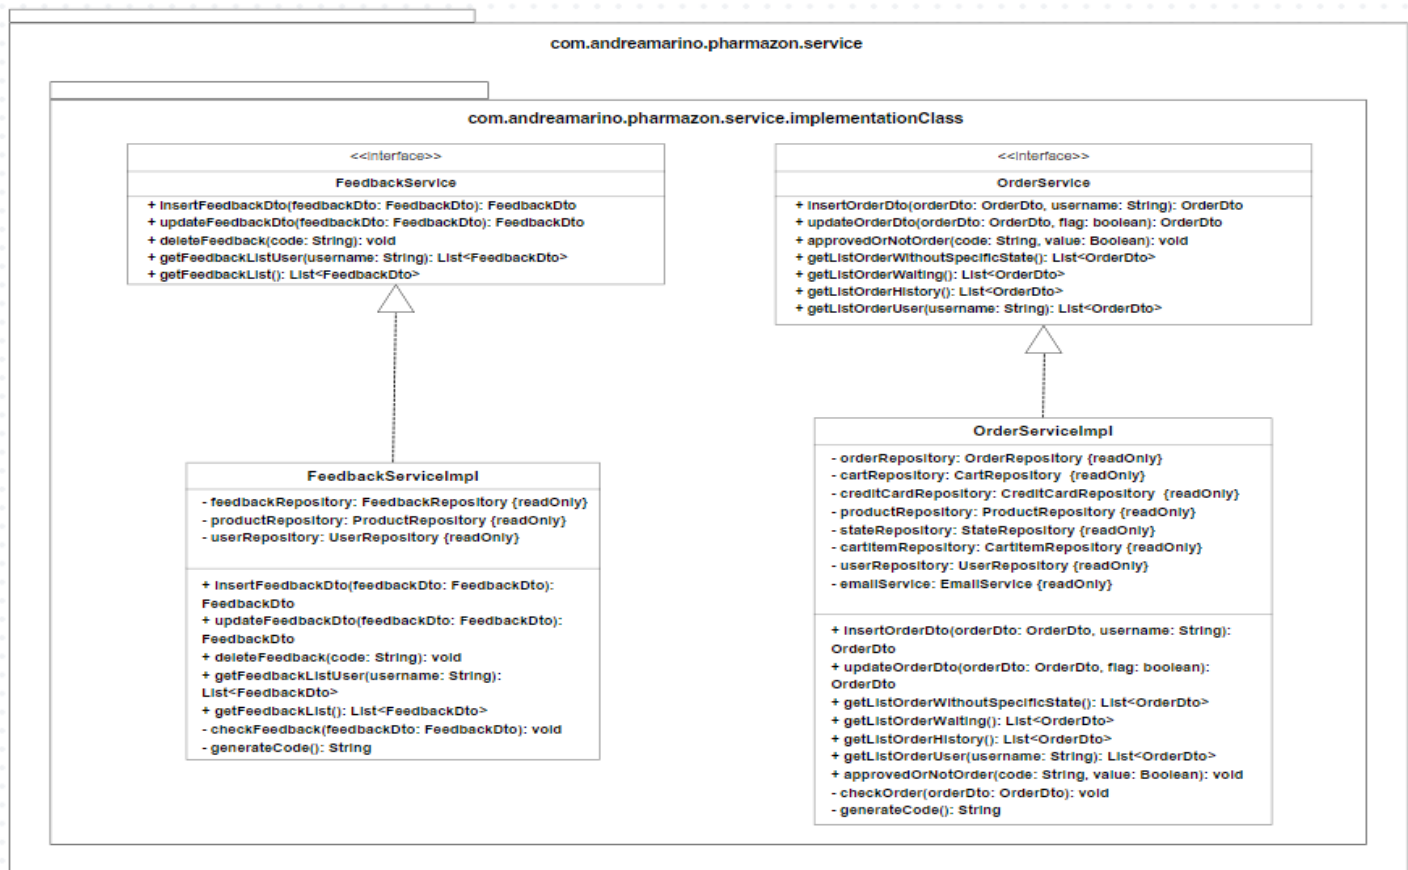 com.andreamarino.pharmazon.service
com.andreamarino.pharmazon.service.implementationClass
<<interface>>
FeedbackService
+ insertFeedbackDto(feedbackDto: FeedbackDto): FeedbackDto
+ updateFeedbackDto(feedbackDto: FeedbackDto): FeedbackDto
+ deleteFeedback(code: String): void
+ getFeedbackListUser(username: String): List<FeedbackDto>
+ getFeedbackList(): List<FeedbackDto>
<<interface>>
OrderService
+ insertOrderDto(orderDto: OrderDto, username: String): OrderDto
+ updateOrderDto(orderDto: OrderDto, flag: boolean): OrderDto
+ approvedOrNotOrder(code: String, value: Boolean): void
+ getListOrderWithoutSpecificState(): List<OrderDto>
+ getListOrderWaiting(): List<OrderDto>
+ getListOrderHistory(): List<OrderDto>
+ getListOrderUser(username: String): List<OrderDto>
FeedbackServiceImpl
- feedbackRepository: FeedbackRepository {readOnly}
- productRepository: ProductRepository {readOnly}
- userRepository: UserRepository {readOnly}
+ insertFeedbackDto(feedbackDto: FeedbackDto):
FeedbackDto
+ updateFeedbackDto(feedbackDto: FeedbackDto):
FeedbackDto
+ deleteFeedback(code: String): void
+ getFeedbackListUser(username: String):
List<FeedbackDto>
+ getFeedbackList(): List<FeedbackDto>
- checkFeedback(feedbackDto: FeedbackDto): void
- generateCode(): String
OrderServiceImpl
- orderRepository: OrderRepository {readOnly}
- cartRepository: CartRepository {readOnly}
- creditCardRepository: CreditCardRepository {readOnly}
- productRepository: ProductRepository {readOnly}
- stateRepository: StateRepository {readOnly}
- cartItemRepository: CartItemRepository {readOnly}
- userRepository: UserRepository {readOnly}
- emailService: EmailService {readOnly}
+ insertOrderDto(orderDto: OrderDto, username: String):
OrderDto
+ updateOrderDto(orderDto: OrderDto, flag: boolean):
OrderDto
+ getListOrderWithoutSpecificState(): List<OrderDto>
+ getListOrderWaiting(): List<OrderDto>
+ getListOrderHistory(): List<OrderDto>
+ getListOrderUser(username: String): List<OrderDto>
+ approvedOrNotOrder(code: String, value: Boolean): void
- checkOrder(orderDto: OrderDto): void
- generateCode(): String